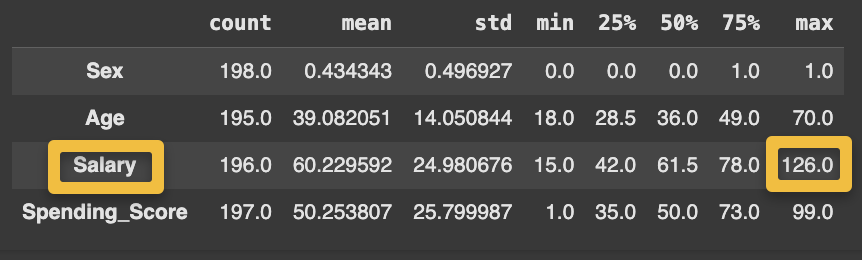 count mean std min 25% 50% 75% max
Sex 198.0 0.434343 0.496927 0.0 0.0 0.0 1.0 1.0
Age 195.0 39.082051 14.050844 18.0 28.5 36.0 49.0 70.0
Salary 196.0 60.229592 24.980676 15.0 42.0 61.5 78.0 126.0
Spending_Score 197.0 50.253807 25.799987 1.0 35.0 50.0 73.0 99.0